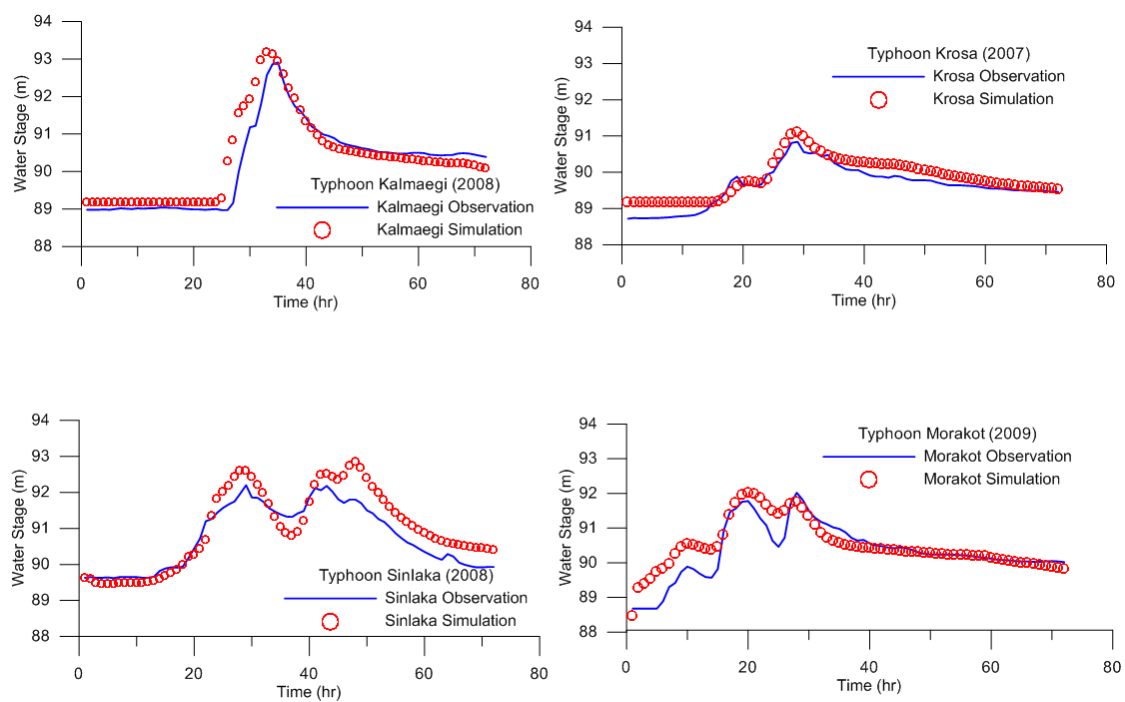 94
93
92
91
90
89
88
Water Stage (m)
Typhoon Kalmaegi (2008)
Kalmaegi Observation
Kalmaegi Simulation
0
20
40
60
80
Time (hr)
94
93
92
91
90
89
88
Water Stage (m)
Typhoon Krosa (2007)
Krosa Observation
Krosa Simulation
0
20
40
60
80
Time (hr)
94
93
92
91
90
89
88
Water Stage (m)
Typhoon Sinlaka (2008)
Sinlaka Observation
Sinlaka Simulation
0
20
40
60
80
Time (hr)
94
93
92
91
90
89
88
Water Stage (m)
Typhoon Morakot (2009)
Morakot Observation
Morakot Simulation
0
20
40
60
80
Time (hr)